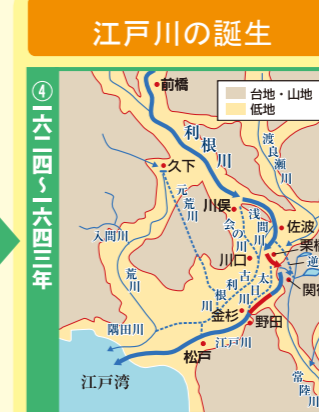 江戸川の誕生
④一六二四～一六四三年
台地・山地
低地
前橋
利根川
渡良瀬川
久下
元荒川
川俣
会の川
浅間川
佐波
栗橋
逆
入間川
荒川
川口
古利根川
太日川
関宿
金杉
野田
隅田川
江戸川
松戸
江戸湾
常陸川